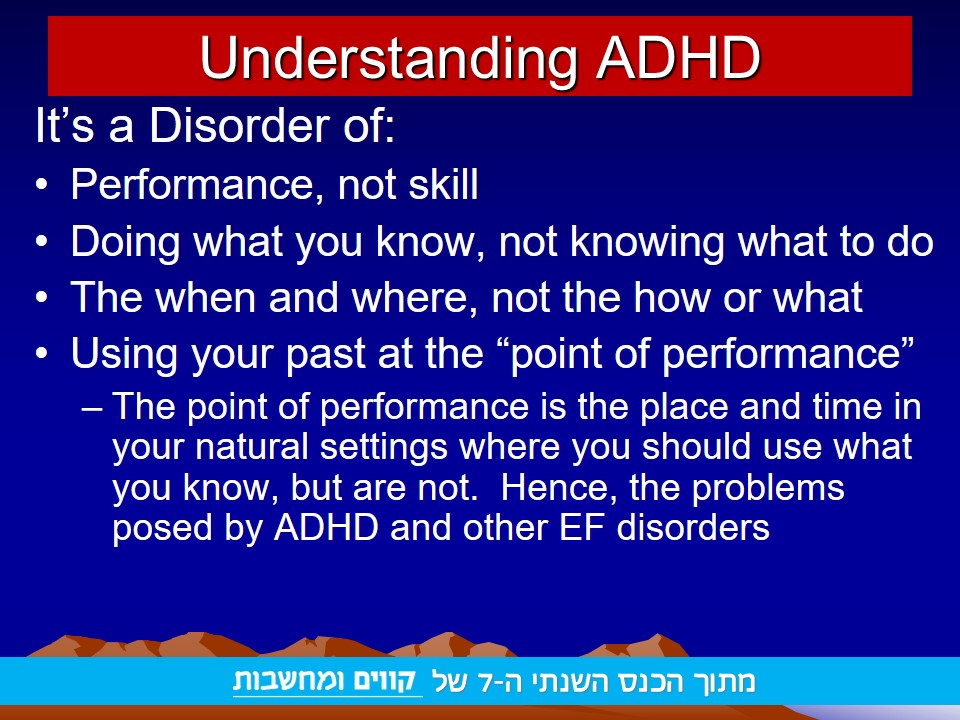 Understanding ADHD
It’s a Disorder of:
• Performance, not skill
• Doing what you know, not knowing what to do
• The when and where, not the how or what
• Using your past at the “point of performance”
– The point of performance is the place and time in
your natural settings where you should use what
you know, but are not.  Hence, the problems
posed by ADHD and other EF disorders
מתוך הכנס השנתי ה-7 של קווים ומחשבות